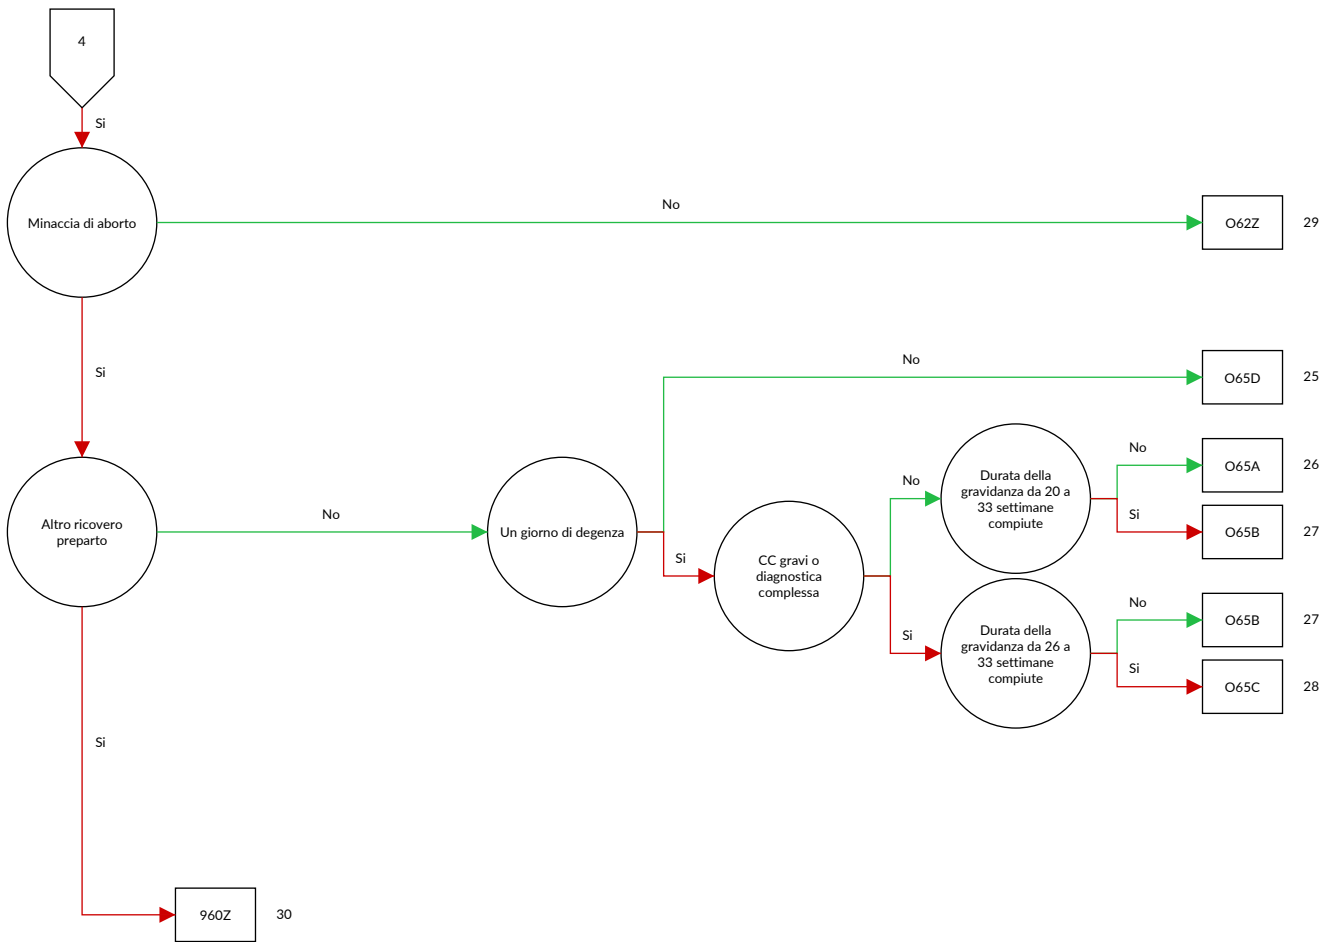 4
Si
Minaccia di aborto
No
O62Z
29
Si
No
O65D
25
Altro ricovero
preparto
No
Un giorno di degenza
Si
CC gravi o
diagnostica
complessa
No
Durata della
gravidanza da 20 a
33 settimane
compiute
No
O65A
26
Si
O65B
27
Si
Durata della
gravidanza da 26 a
33 settimane
compiute
No
O65B
27
Si
O65C
28
Si
960Z
30